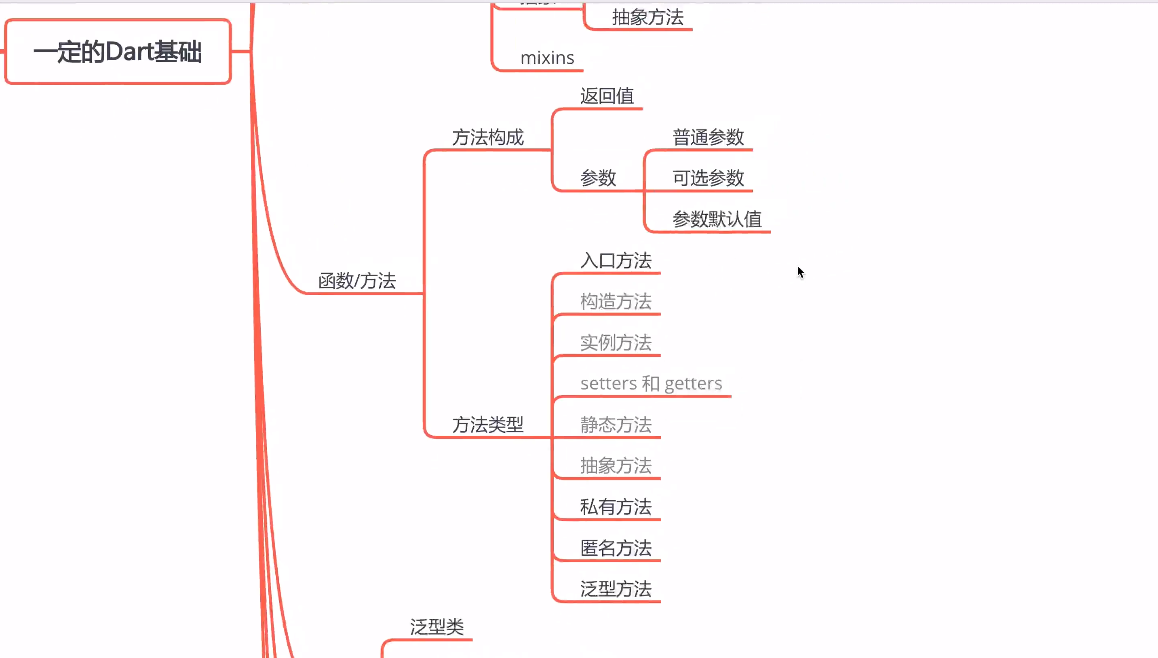 抽象方法
一定的Dart基础
mixins
返回值
方法构成
普通参数
参数
可选参数
参数默认值
入口方法
函数/方法
构造方法
实例方法
setters 和 getters
方法类型
静态方法
抽象方法
私有方法
匿名方法
泛型方法
泛型类